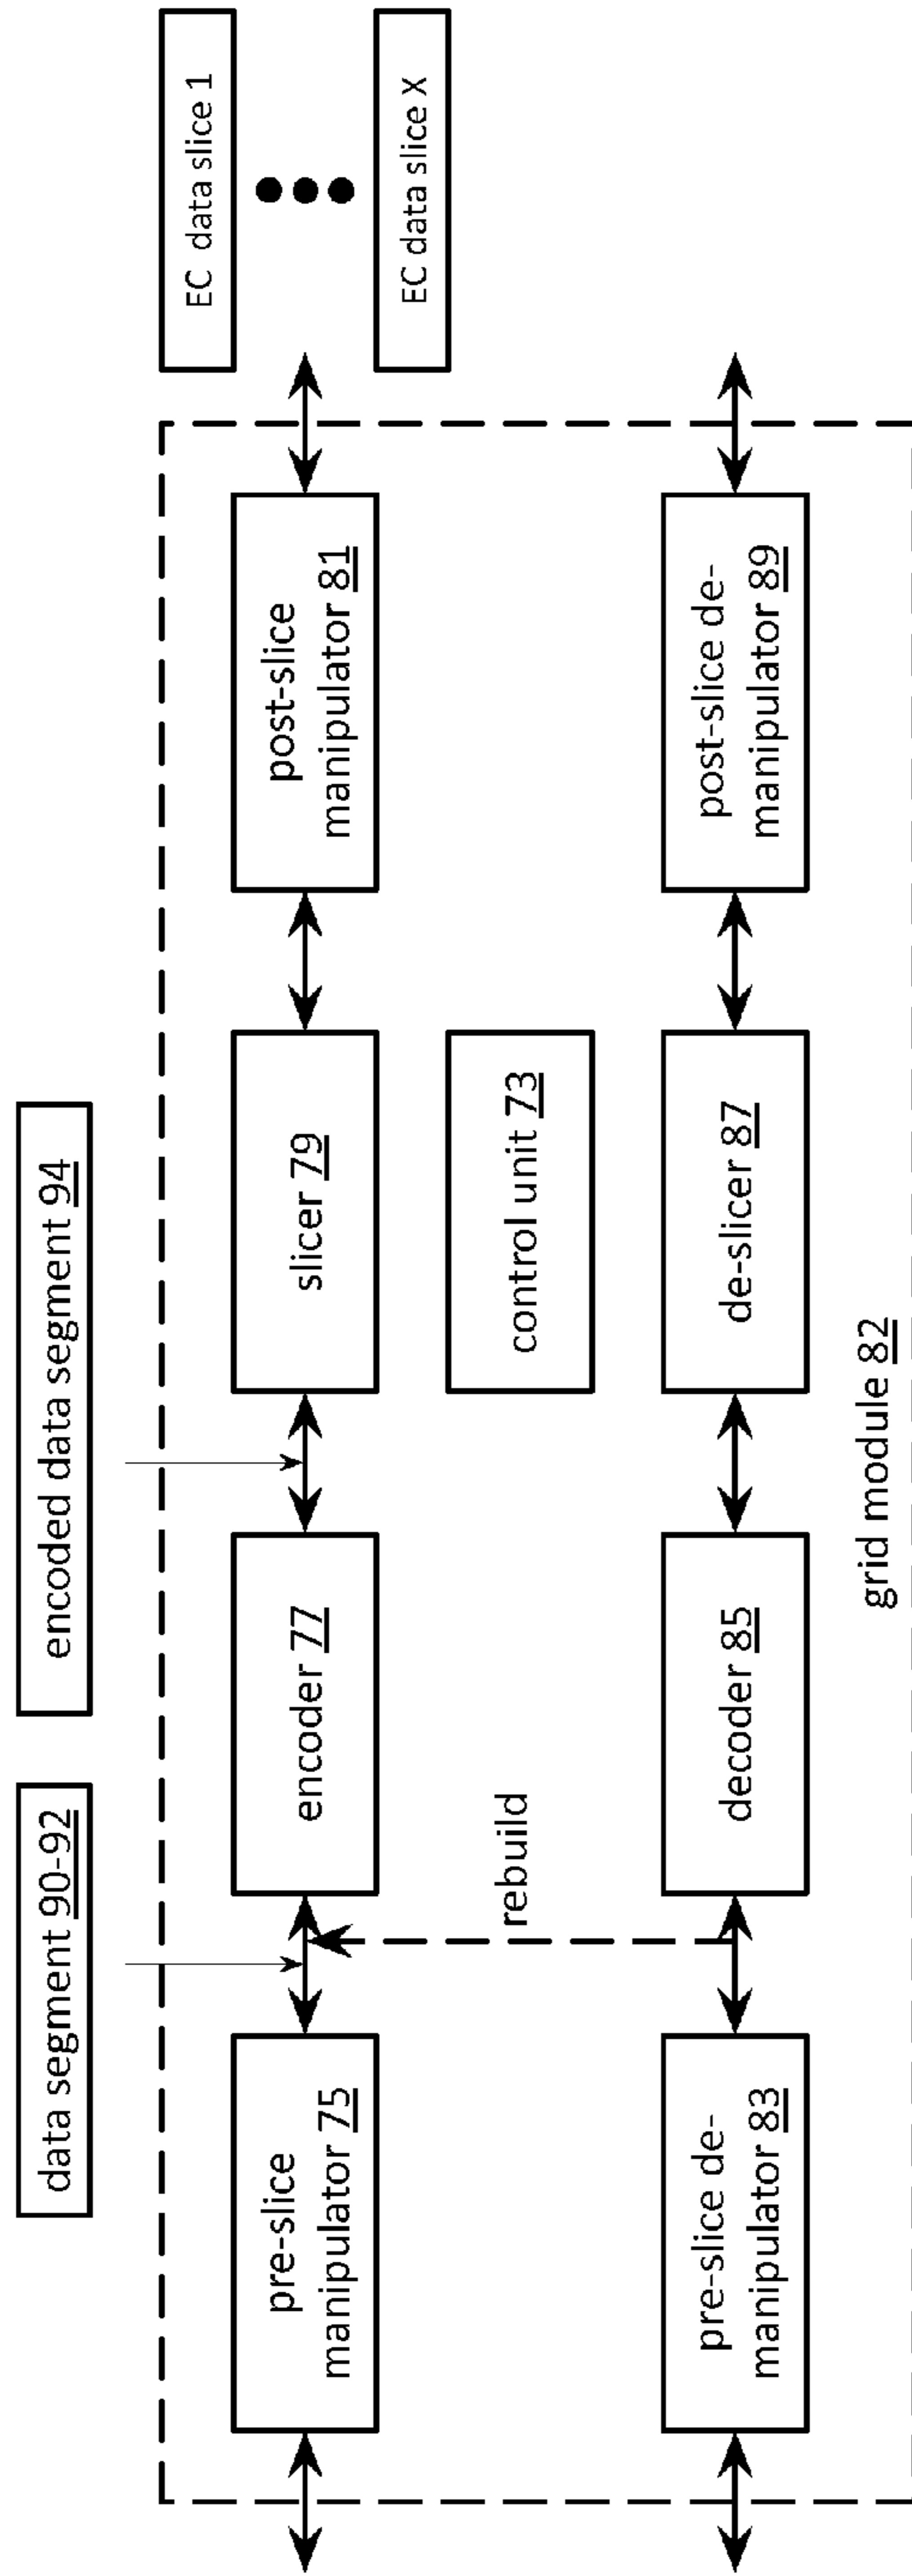 data segment 90-92
encoded data segment 94
EC data slice 1
EC data slice X
pre-slice
manipulator 75
encoder 77
slicer 79
post-slice
manipulator 81
rebuild
control unit 73
pre-slice de-
manipulator 83
decoder 85
de-slicer 87
post-slice de-
manipulator 89
grid module 82